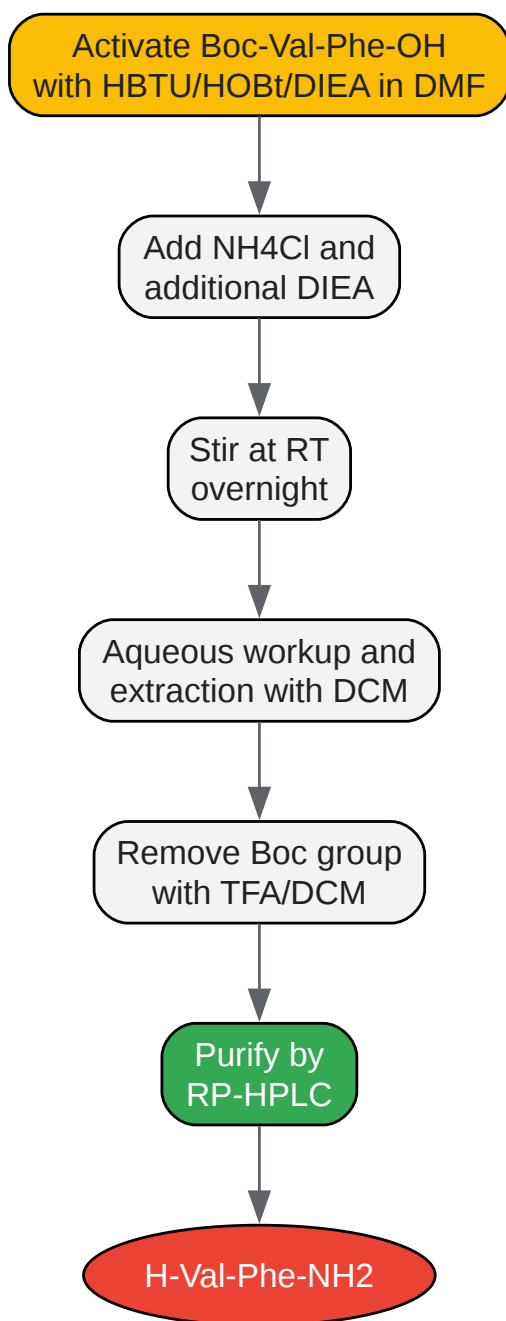 Activate Boc-Val-Phe-OH
with HBTU/HOBt/DIEA in DMF
Add NH4Cl and
additional DIEA
Stir at RT
overnight
Aqueous workup and
extraction with DCM
Remove Boc group
with TFA/DCM
Purify by
RP-HPLC
H-Val-Phe-NH2